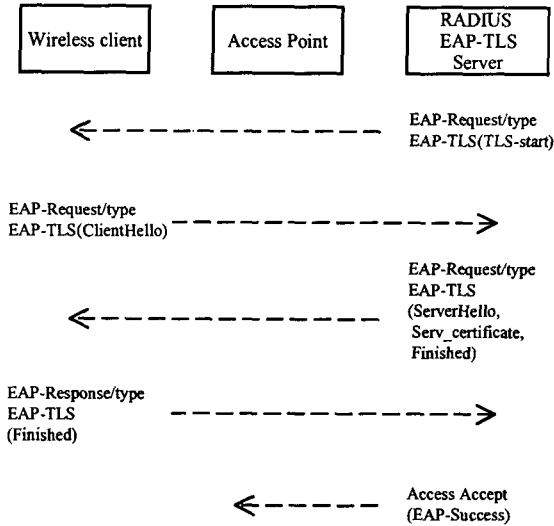 Wireless client
Access Point
RADIUS
EAP-TLS
Server
EAP-Request/type
EAP-TLS(TLS-start)
EAP-Request/type
EAP-TLS(ClientHello)
EAP-Request/type
EAP-TLS
(ServerHello,
Serv_certificate,
Finished)
EAP-Response/type
EAP-TLS
(Finished)
Access Accept
(EAP-Success)